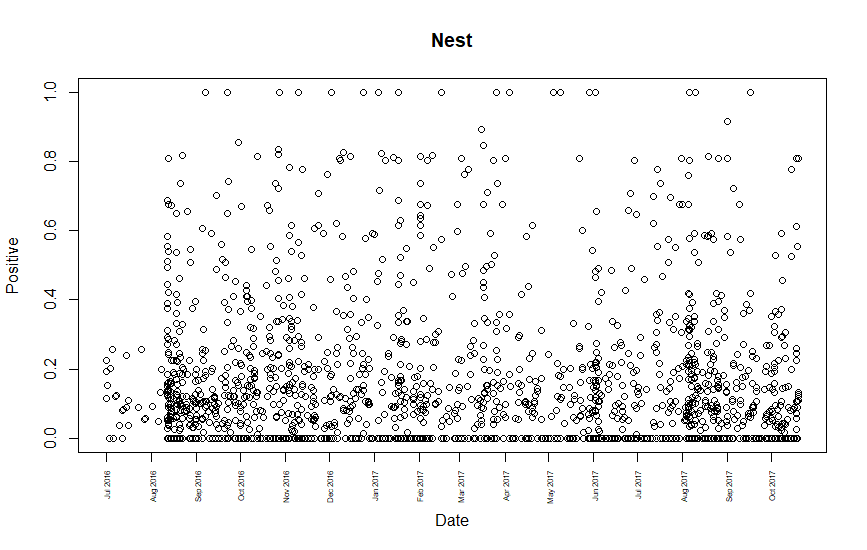 Nest
Positive
1.0
0.8
0.6
0.4
0.2
0.0
Jul 2016
Aug 2016
Sep 2016
Oct 2016
Nov 2016
Dec 2016
Jan 2017
Feb 2017
Mar 2017
Apr 2017
May 2017
Jun 2017
Jul 2017
Aug 2017
Sep 2017
Oct 2017
Date